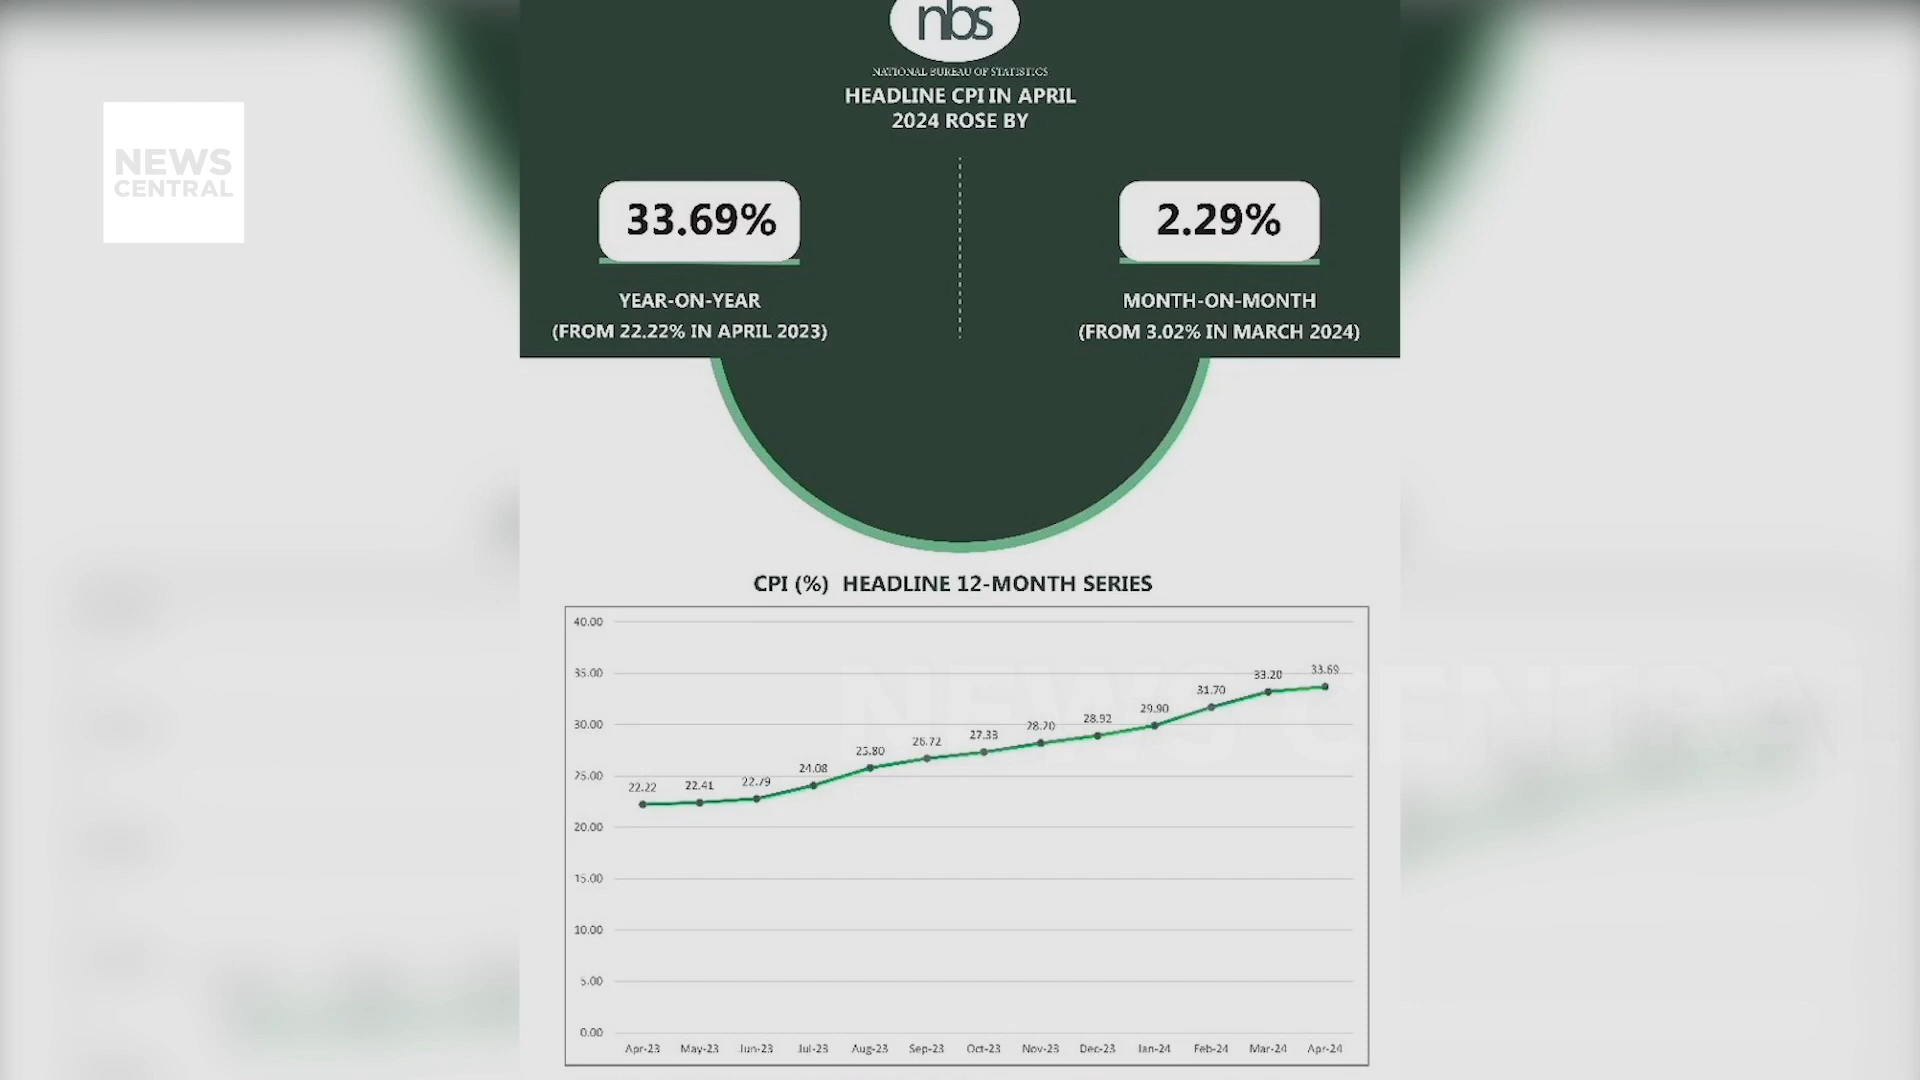 nbs
NATIONAL BUREAU OF STATISTICS
HEADLINE CPI IN APRIL
2024 ROSE BY
NEWS
CENTRAL
33.69%
2.29%
YEAR-ON-YEAR
MONTH-ON-MONTH
(FROM 22.22% IN APRIL 2023)
(FROM 3.02% IN MARCH 2024)
CPI (%) HEADLINE 12-MONTH SERIES
40.00
35.00
30.00
25.00
20.00
15.00
10.00
5.00
0.00
22.22
22.41
22.79
24.08
25.80
26.72
27.33
28.20
28.92
29.90
31.70
33.20
33.69
Apr-23 May-23 Jun-23 Jul-23 Aug-23 Sep-23 Oct-23 Nov-23 Dec-23 Jan-24 Feb-24 Mar-24 Apr-24
NEWS CENTRAL